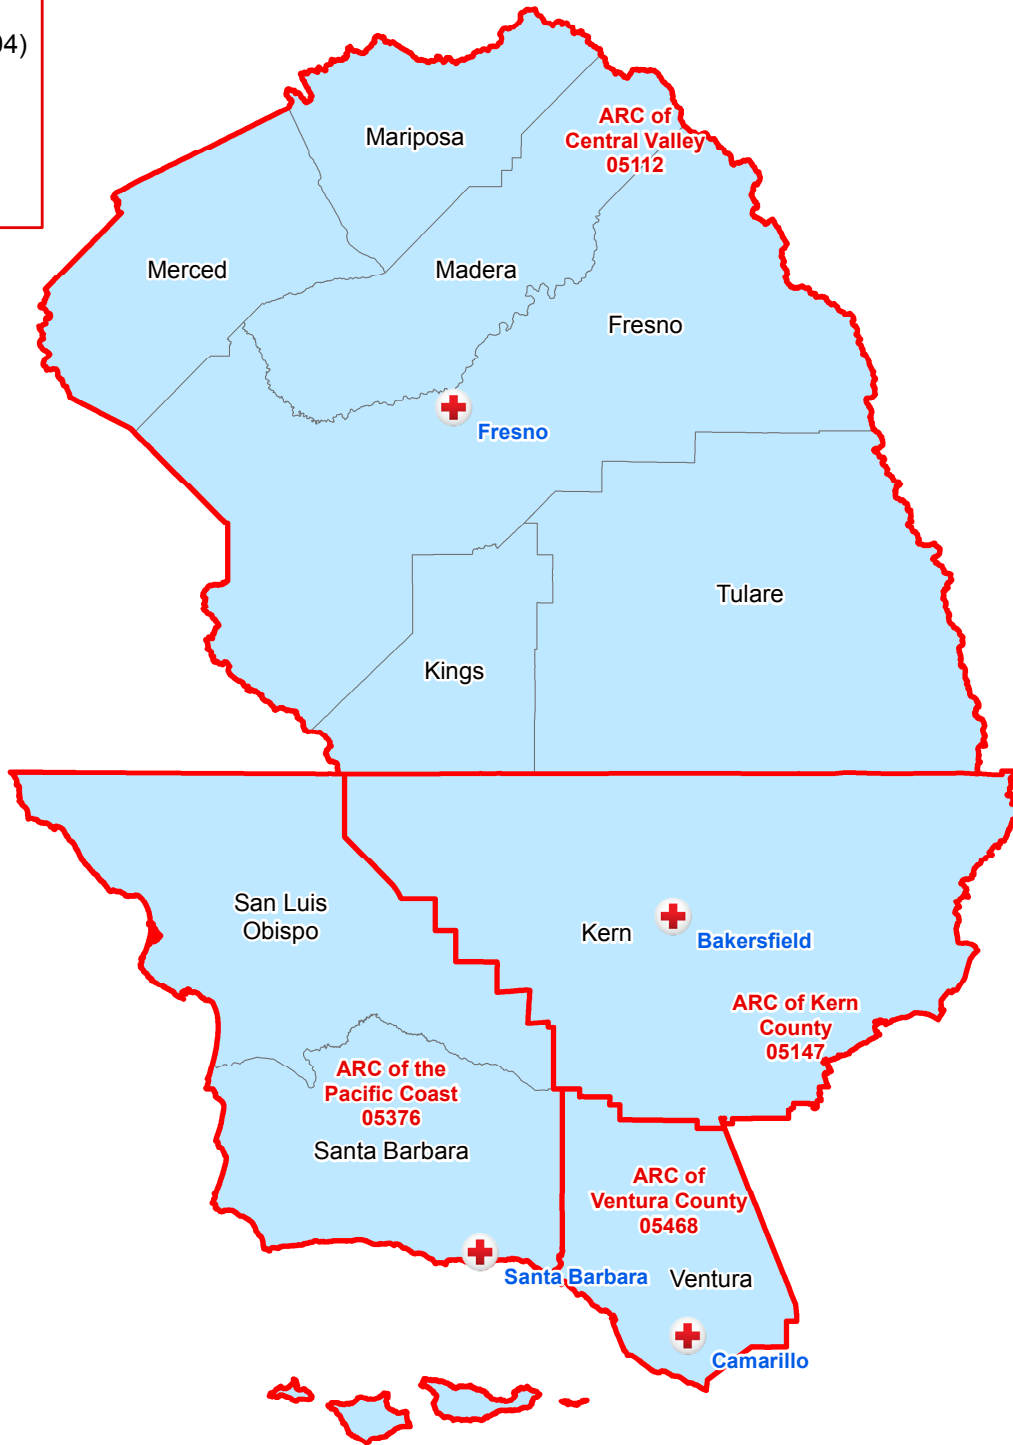 Mariposa
ARC of
Central Valley
05112
Merced
Madera
Fresno
Fresno
Tulare
Kings
San Luis
Obispo
Kern
Bakersfield
ARC of Kern
County
05147
ARC of the
Pacific Coast
05376
Santa Barbara
ARC of
Ventura County
05468
Santa Barbara
Ventura
Camarillo